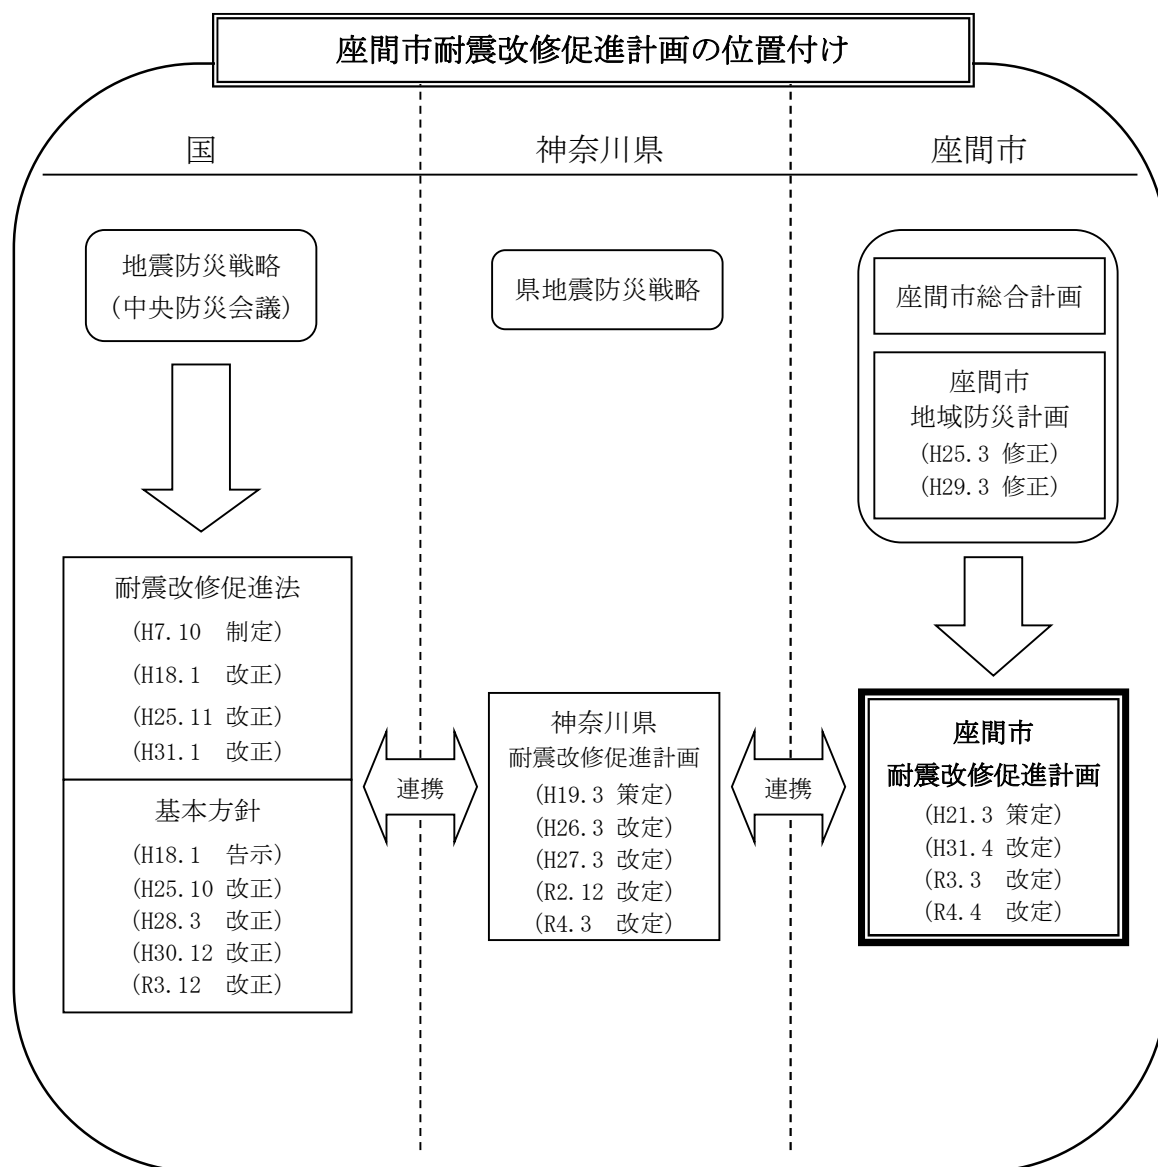 座間市耐震改修促進計画の位置付け
国
神奈川県
座間市
地震防災戦略
(中央防災会議)
県地震防災戦略
座間市総合計画
座間市
地域防災計画
(H25.3 修正)
(H29.3 修正)
耐震改修促進法
(H7.10　制定)
(H18.1　改正)
(H25.11 改正)
(H31.1　改正)
基本方針
(H18.1　告示)
(H25.10 改正)
(H28.3　改正)
(H30.12 改正)
(R3.12　改正)
連携
神奈川県
耐震改修促進計画
(H19.3 策定)
(H26.3 改定)
(H27.3 改定)
(R2.12 改定)
(R4.3　改定)
連携
座間市
耐震改修促進計画
(H21.3 策定)
(H31.4 改定)
(R3.3　改定)
(R4.4　改定)